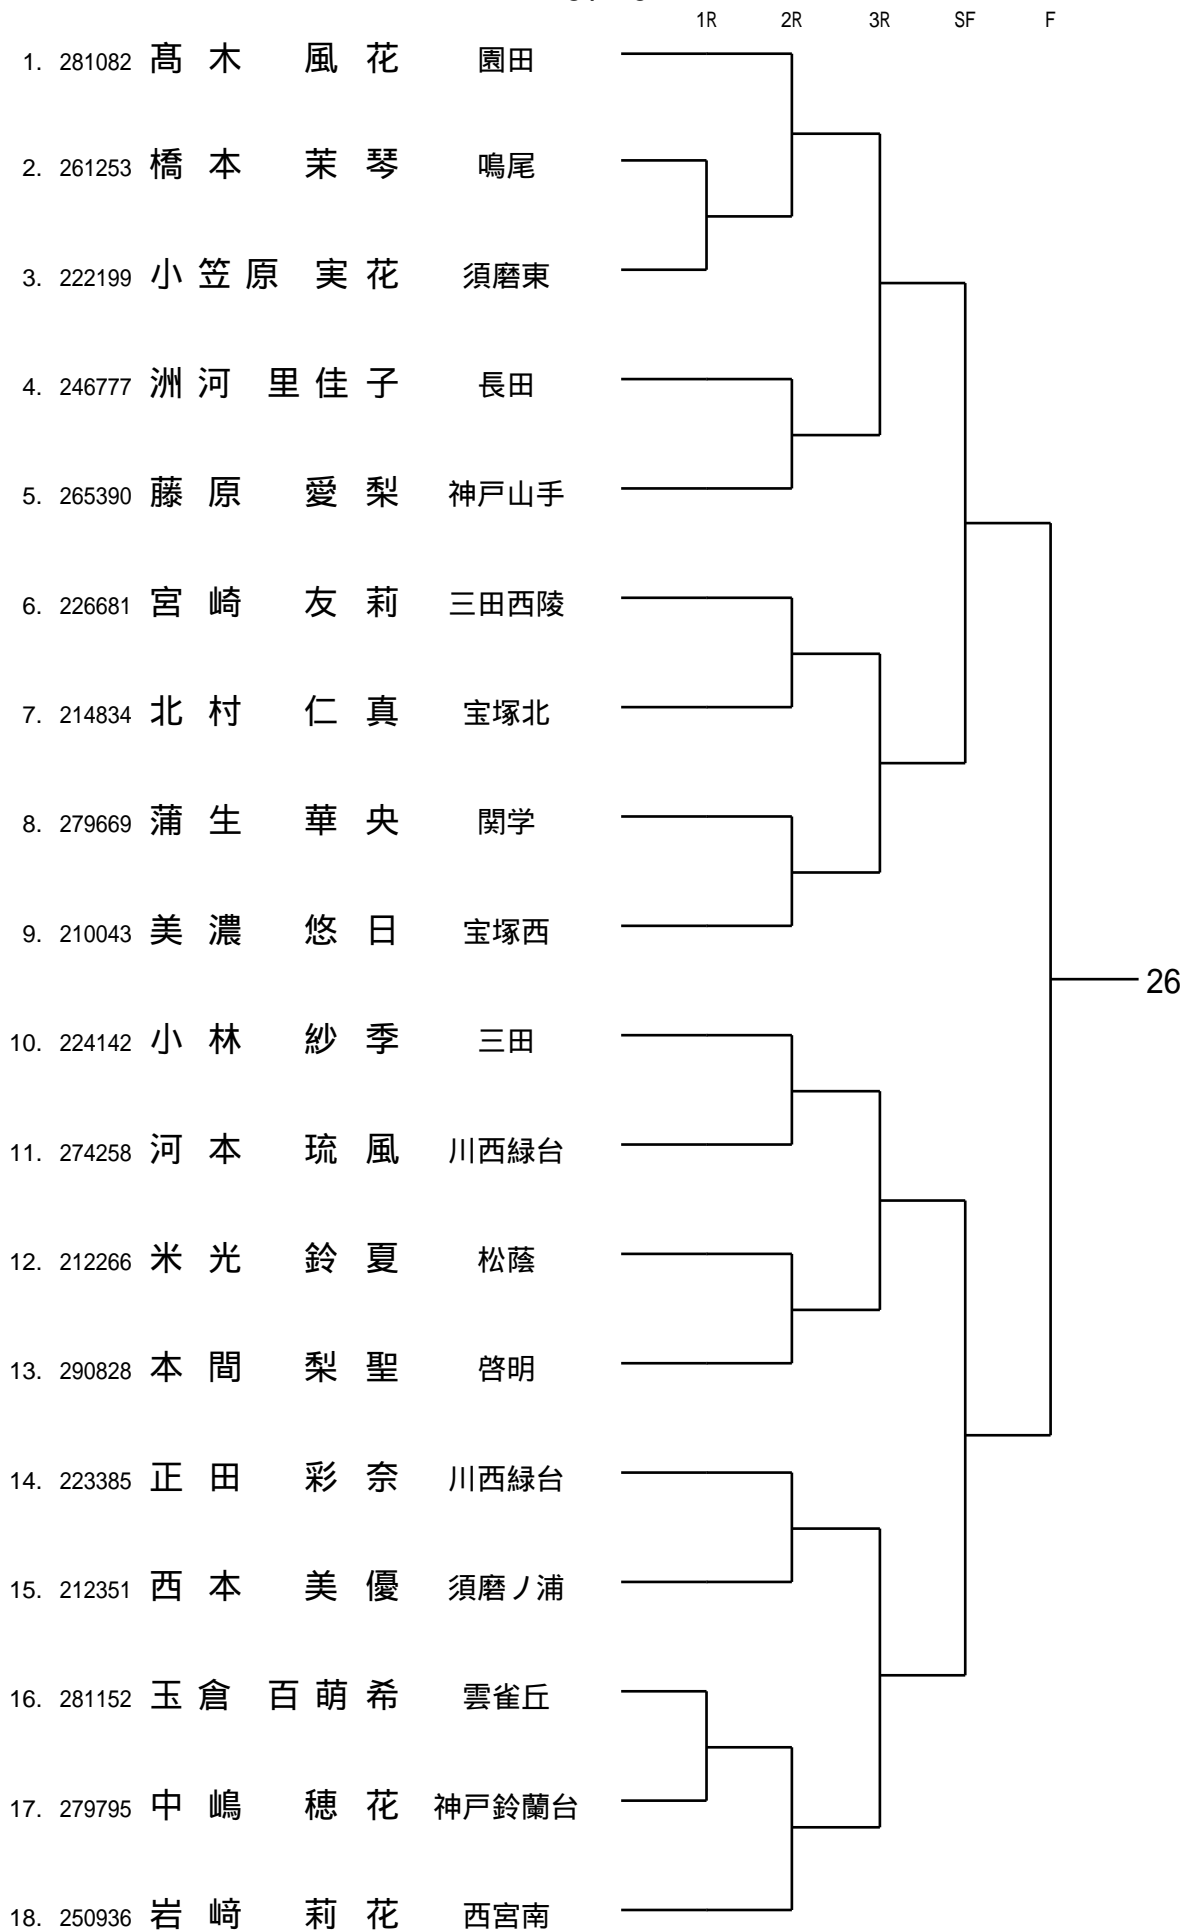 1R 2R 3R SF F
1. 281082 髙木 風花 園田
2. 261253 橋本 茉琴 鳴尾
3. 222199 小笠原 実花 須磨東
4. 246777 洲河 里佳子 長田
5. 265390 藤原 愛梨 神戸山手
6. 226681 宮崎 友莉 三田西陵
7. 214834 北村 仁真 宝塚北
8. 279669 蒲生 華央 関学
9. 210043 美濃 悠日 宝塚西
26
10. 224142 小林 紗季 三田
11. 274258 河本 琉風 川西緑台
12. 212266 米光 鈴夏 松蔭
13. 290828 本間 梨聖 啓明
14. 223385 正田 彩奈 川西緑台
15. 212351 西本 美優 須磨ノ浦
16. 281152 玉倉 百萌希 雲雀丘
17. 279795 中嶋 穂花 神戸鈴蘭台
18. 250936 岩﨑 莉花 西宮南